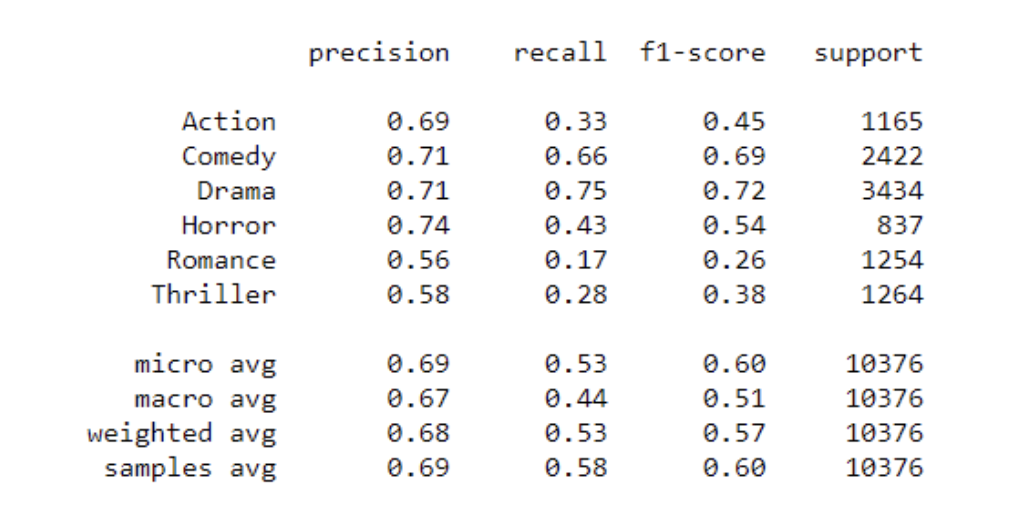 precision recall f1-score support
Action 0.69 0.33 0.45 1165
Comedy 0.71 0.66 0.69 2422
Drama 0.71 0.75 0.72 3434
Horror 0.74 0.43 0.54 837
Romance 0.56 0.17 0.26 1254
Thriller 0.58 0.28 0.38 1264
micro avg 0.69 0.53 0.60 10376
macro avg 0.67 0.44 0.51 10376
weighted avg 0.68 0.53 0.57 10376
samples avg 0.69 0.58 0.60 10376